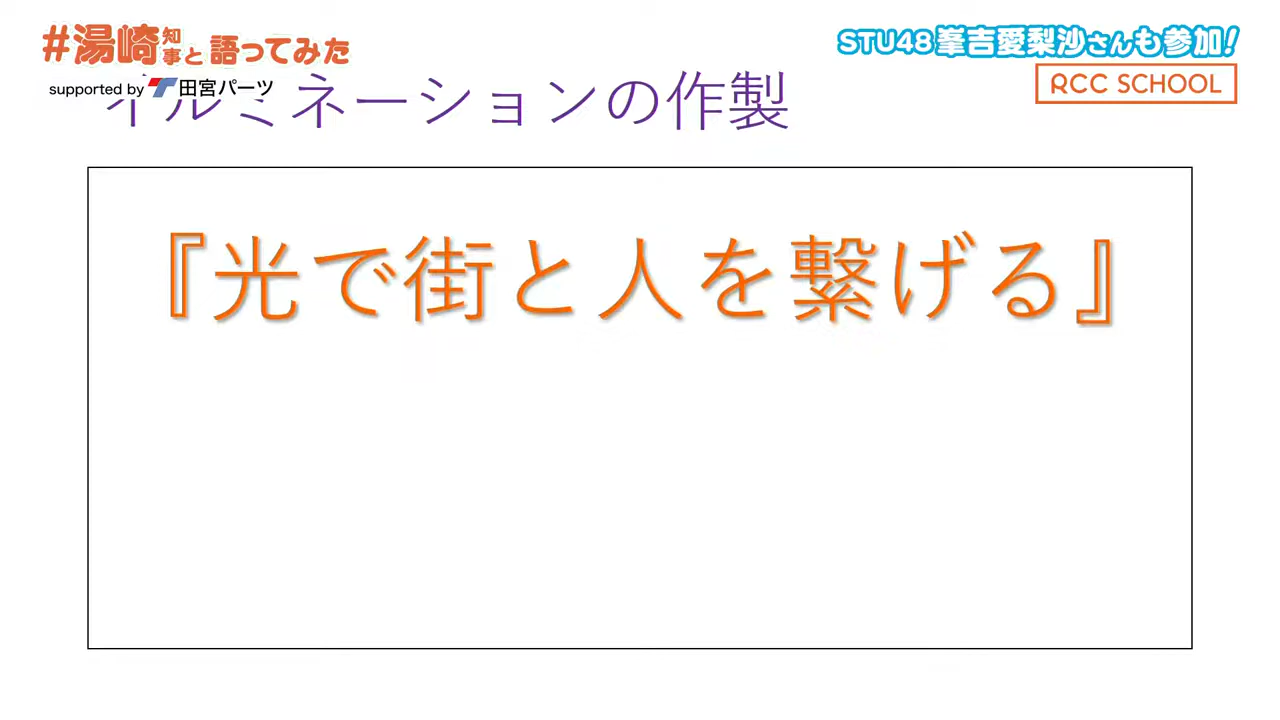 #湯崎知事と語ってみた
supported by 田宮パーツ
STU48峯吉愛梨沙さんも参加!
RCC SCHOOL
イルミネーションの作製
『光で街と人を繋げる』